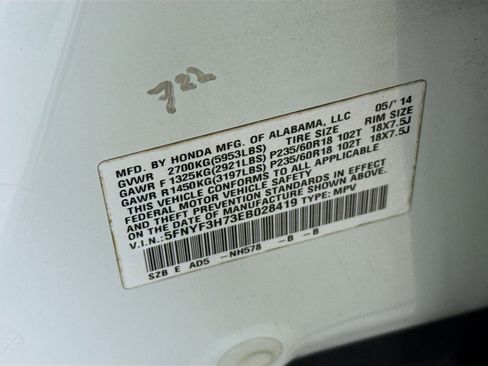 722
MFD. BY HONDA MFG. OF ALABAMA, LLC 05/'14
GVWR 2700KG(5953LBS) TIRE SIZE RIM SIZE
GAWR F 1325KG(2921LBS) P235/60R18 102T 18X7.5J
GAWR R1450KG(3197LBS) P235/60R18 102T 18X7.5J
THIS VEHICLE CONFORMS TO ALL APPLICABLE
FEDERAL MOTOR VEHICLE SAFETY STANDARDS
AND THEFT PREVENTION STANDARDS IN EFFECT
ON THE DATE OF MANUFACTURE SHOWN ABOVE.
V.I.N.: 5FNYF3H73EB028419 TYPE: MPV
SZB E AD5 -NH578 -B -B